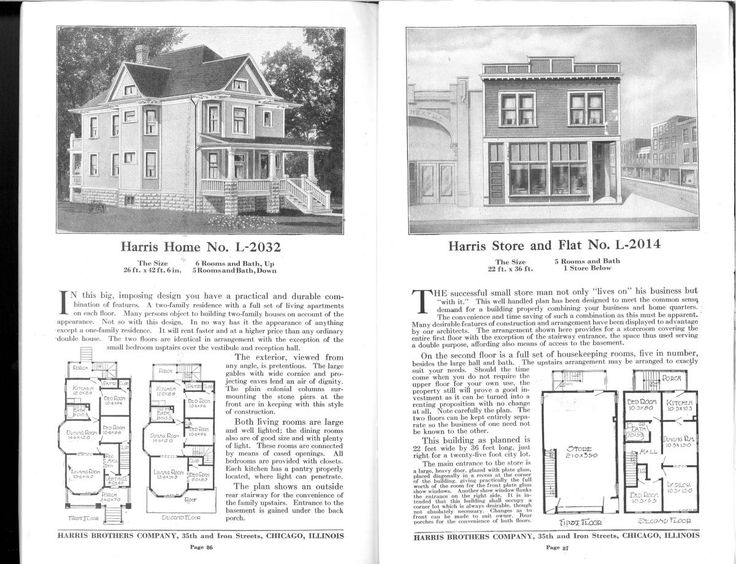 Harris Home No. L-2032
The Size 6 Rooms and Bath, Up
26 ft. x 42 ft. 6 in. 5 Rooms and Bath, Down
IN this big, imposing design you have a practical and durable com-
bination of features. A two-family residence with a full set of living apartments
on each floor. Many persons object to building two-family houses on account of the
appearance. Not so with this design. In no way has it the appearance of anything
except a one-family residence. It will rent faster and at a higher price than any ordinary
double house. The two floors are identical in arrangement with the exception of the
small bedroom upstairs over the vestibule and reception hall.
The exterior, viewed from
any angle, is pretentious. The large
gables with wide cornice and pro-
jecting eaves lend an air of dignity.
The plain colonial columns sur-
mounting the stone piers at the
front are in keeping with this style
of construction.
Both living rooms are large
and well lighted; the dining rooms
also are of good size and with plenty
of light. These rooms are connected
by means of cased openings. All
bedrooms are provided with closets.
Each kitchen has a pantry properly
located, where light can penetrate.
The plan shows an outside
rear stairway for the convenience of
the family upstairs. Entrance to the
basement is gained under the back
porch.
PORCH
KITCHEN
BED ROOM
DINING ROOM
BED ROOM
LIVING ROOM
PORCH
FIRST FLOOR
PORCH
KITCHEN
BED ROOM
DINING ROOM
BED ROOM
LIVING ROOM
ROOF
SECOND FLOOR
HARRIS BROTHERS COMPANY, 35th and Iron Streets, CHICAGO, ILLINOIS
Page 86
Harris Store and Flat No. L-2014
The Size 5 Rooms and Bath
22 ft. x 36 ft. 1 Store Below
THE successful small store man not only "lives on" his business but
"with it." This well handled plan has been designed to meet the common sense
demand for a building properly combining your business and home quarters.
The convenience and time saving of such a combination as this must be apparent.
Many desirable features of construction and arrangement have been displayed to advantage
by our architects. The arrangement shown here provides for a storeroom covering the
entire first floor with the exception of the stairway entrance, the space thus used serving
a double purpose, affording also means of access to the basement.
On the second floor is a full set of housekeeping rooms, five in number,
besides the large hall and bath. The upstairs arrangement may be arranged to exactly
suit your needs. Should the time
come when you do not require the
upper floor for your own use, the
property still will prove a good in-
vestment as it can be turned into a
renting proposition with no change
at all. Note carefully the plan. The
two floors can be kept entirely sepa-
rate so the business of one need not
be known to the other.
This building as planned is
22 feet wide by 36 feet long, just
right for a twenty-five foot city lot.
The main entrance to the store is
a large, heavy door, glazed with plate glass,
placed diagonally in a recess at the corner
of the building, giving practically the full
worth of the room for the front plate glass
show windows. Another show window flanks
the entrance on the right side. It is in-
tended that this building shall occupy a
corner lot which is always desirable, though
not absolutely necessary. Changes as to
front can be made to suit owner. Rear
porches for the convenience of both floors.
PORCH
STORE
21'0"X35'0"
FIRST FLOOR
PORCH
BED ROOM
KITCHEN
BATH
DINING RM.
HALL
BED ROOM
PARLOR
SECOND FLOOR
HARRIS BROTHERS COMPANY, 35th and Iron Streets, CHICAGO, ILLINOIS
Page 87